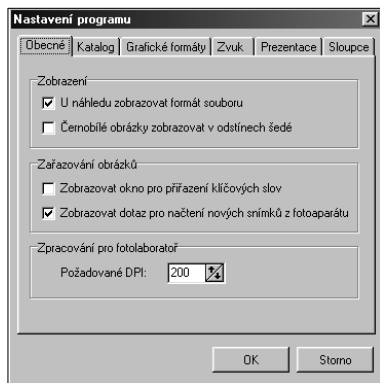 Nastavení programu
Obecné Katalog Grafické formáty Zvuk Prezentace Sloupce
Zobrazení
U náhledu zobrazovat formát souboru
Černobílé obrázky zobrazovat v odstínech šedé
Zařazování obrázků
Zobrazovat okno pro přiřazení klíčových slov
Zobrazovat dotaz pro načtení nových snímků z fotoaparátu
Zpracování pro fotolaboratoř
Požadované DPI: 200
OK Storno